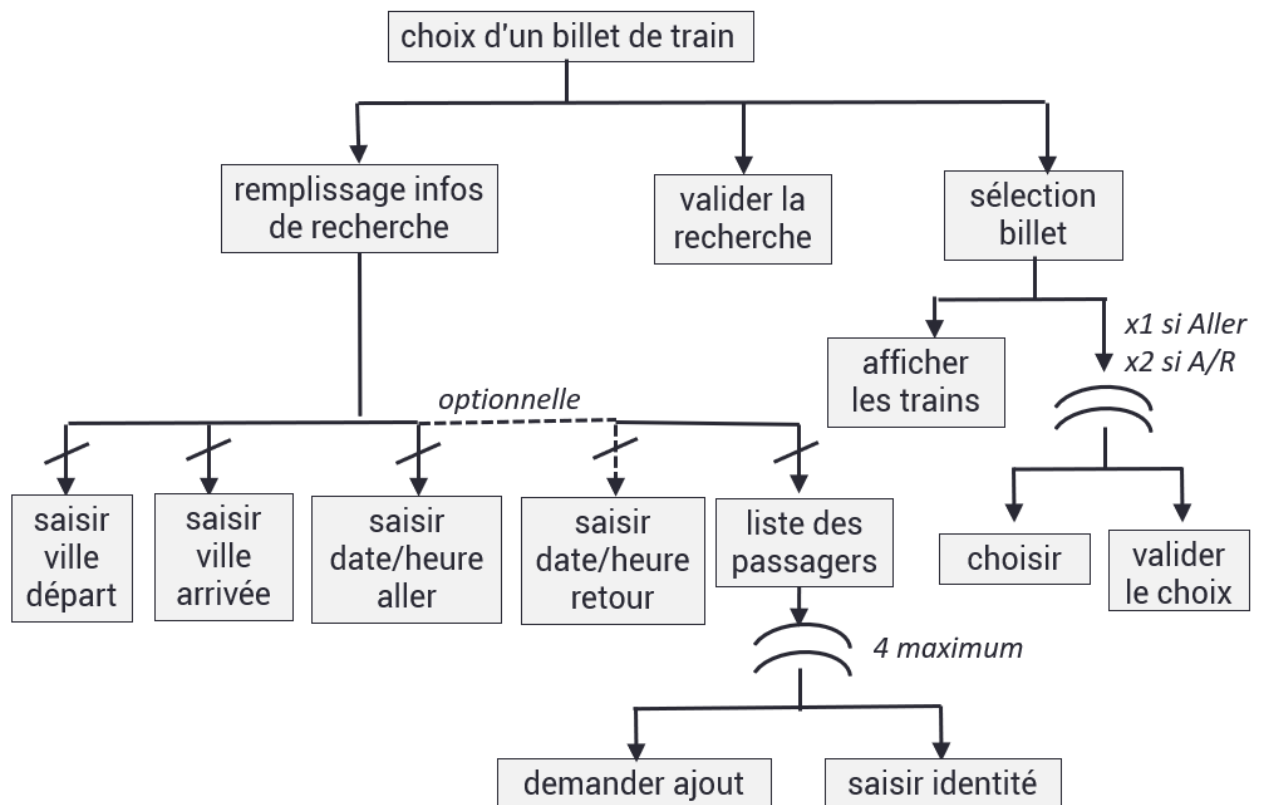 choix d'un billet de train
remplissage infos
de recherche
valider la
recherche
sélection
billet
afficher
les trains
x1 si Aller
x2 si A/R
optionnelle
saisir
ville
départ
saisir
ville
arrivée
saisir
date/heure
aller
saisir
date/heure
retour
liste des
passagers
choisir
valider
le choix
4 maximum
demander ajout
saisir identité